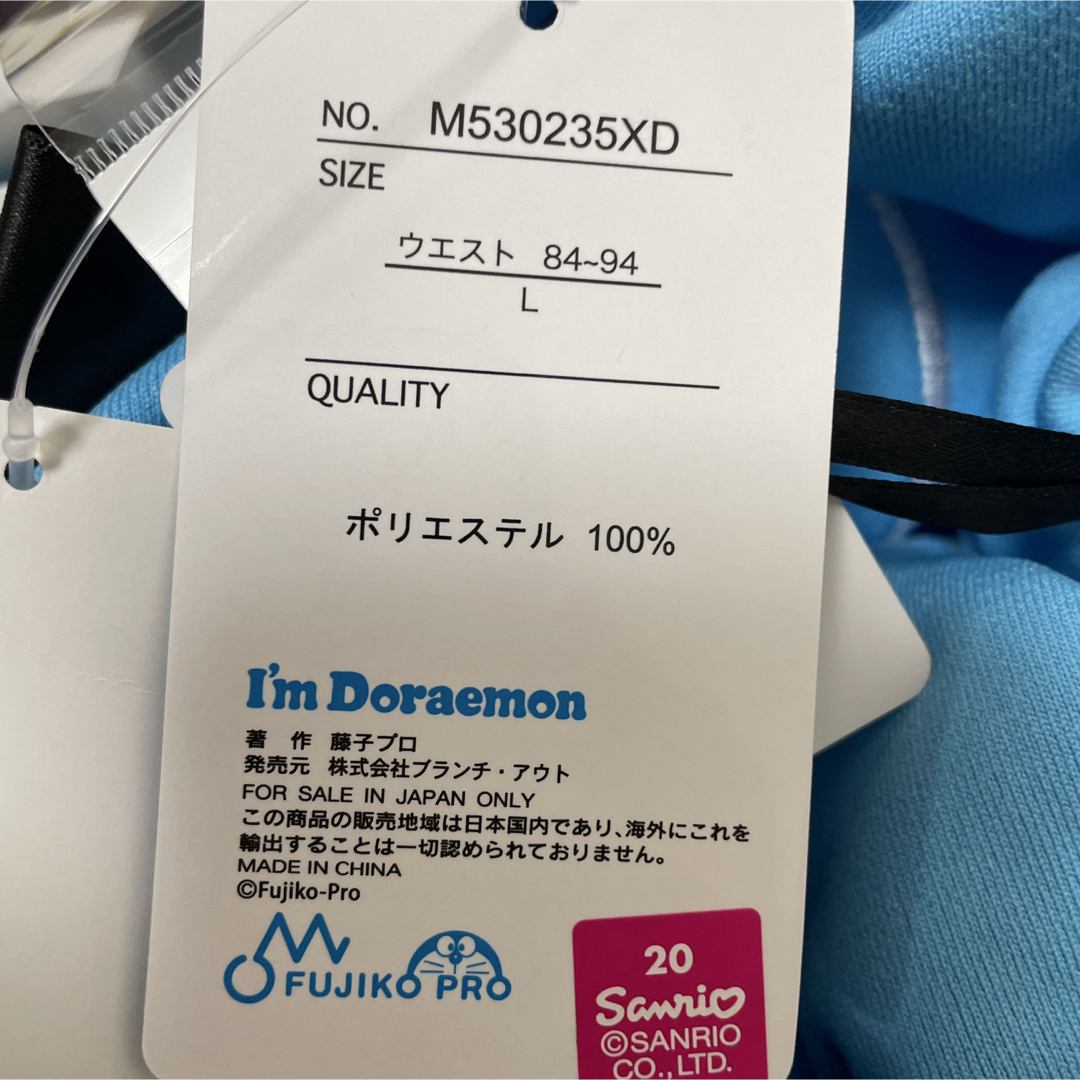 NO. M530235XD
SIZE
ウエスト 84~94
L
QUALITY
ポリエステル 100%
I'm Doraemon
著 作 藤子プロ
発売元 株式会社ブランチ・アウト
FOR SALE IN JAPAN ONLY
この商品の販売地域は日本国内であり、海外にこれを
輸出することは一切認められておりません。
MADE IN CHINA
©Fujiko-Pro
FUJIKO PRO
20
Sanrio
©SANRIO
CO., LTD.